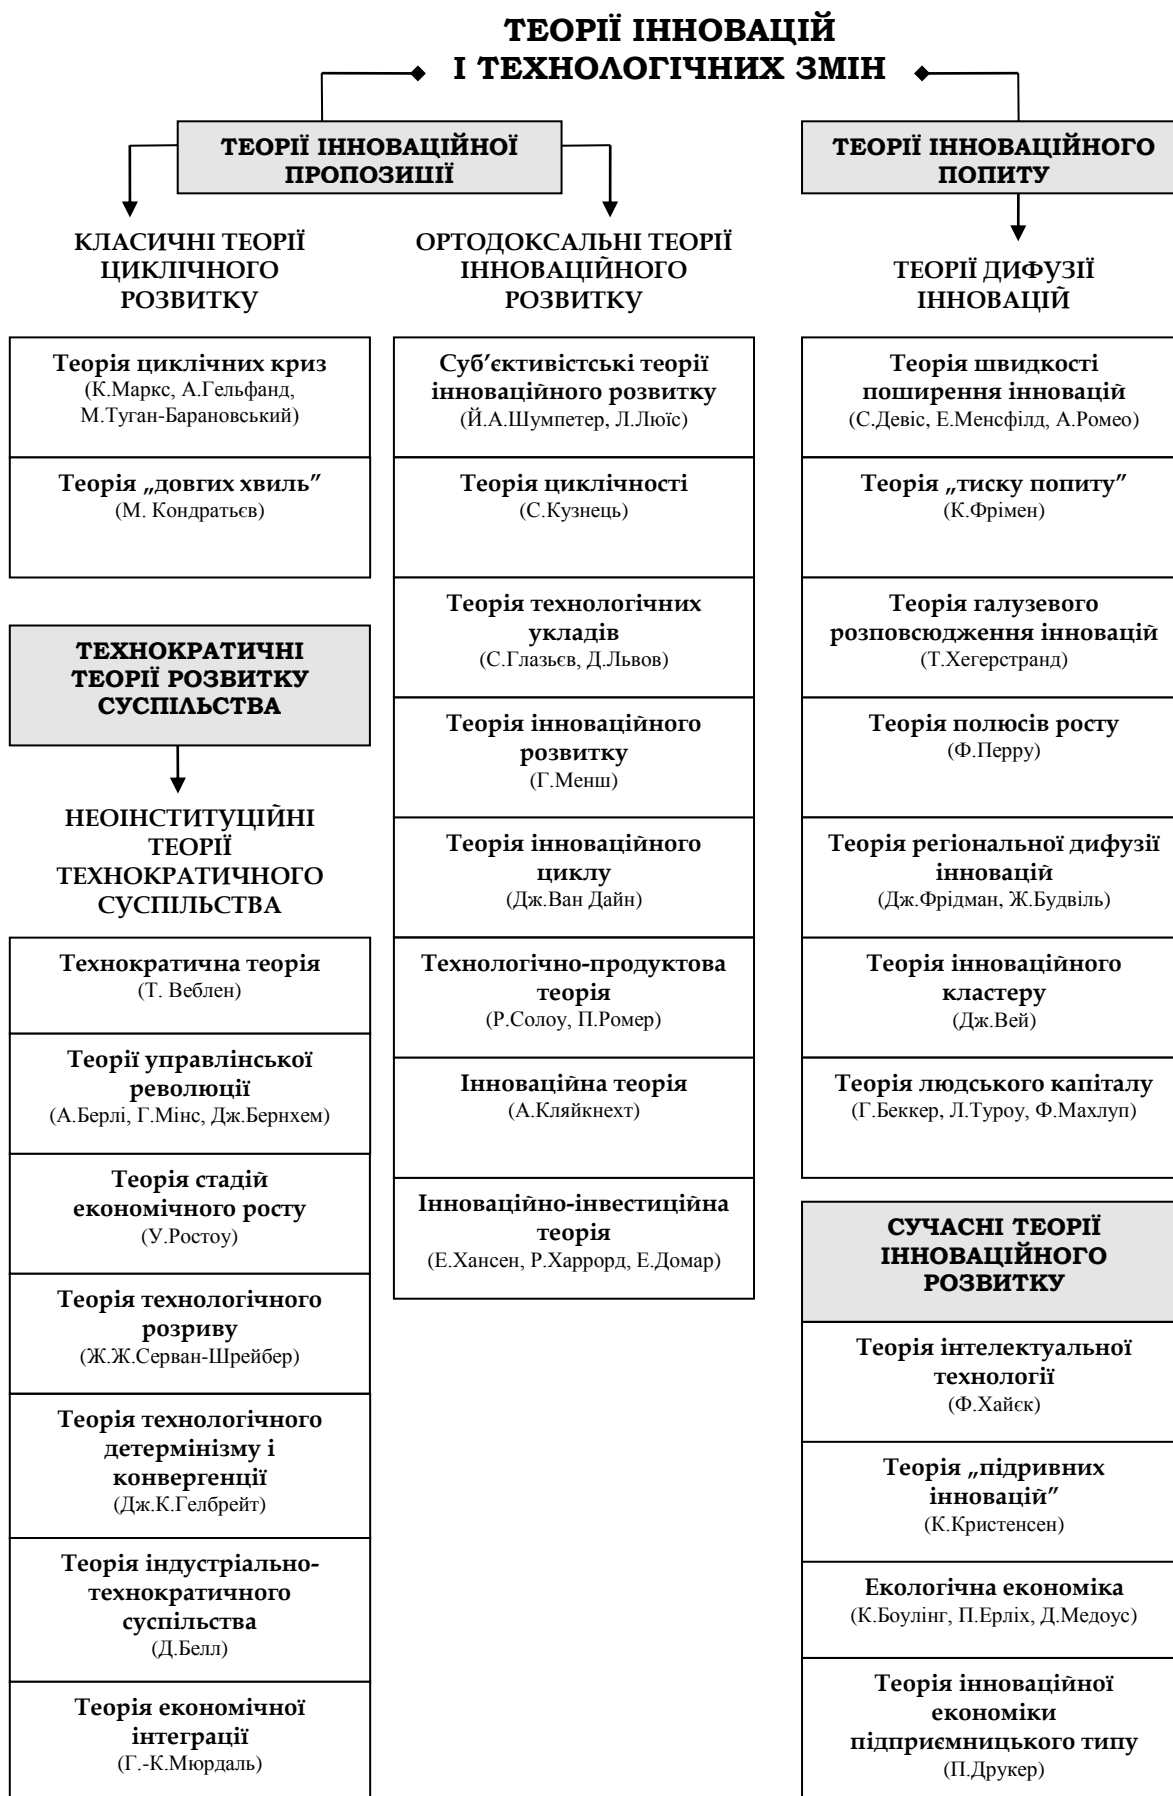 ТЕОРІЇ ІННОВАЦІЙ
І ТЕХНОЛОГІЧНИХ ЗМІН
ТЕОРІЇ ІННОВАЦІЙНОЇ
ПРОПОЗИЦІЇ
КЛАСИЧНІ ТЕОРІЇ
ЦИКЛІЧНОГО
РОЗВИТКУ
Теорія циклічних криз
(К.Маркс, А.Гельфанд,
М.Туган-Барановський)
Теорія „довгих хвиль”
(М. Кондратьєв)
ТЕХНОКРАТИЧНІ
ТЕОРІЇ РОЗВИТКУ
СУСПІЛЬСТВА
НЕОІНСТИТУЦІЙНІ
ТЕОРІЇ
ТЕХНОКРАТИЧНОГО
СУСПІЛЬСТВА
Технократична теорія
(Т. Веблен)
Теорії управлінської
революції
(А.Берлі, Г.Мінс, Дж.Бернхем)
Теорія стадій
економічного росту
(У.Ростоу)
Теорія технологічного
розриву
(Ж.Ж.Серван-Шрейбер)
Теорія технологічного
детермінізму і
конвергенції
(Дж.К.Гелбрейт)
Теорія індустріально-
технократичного
суспільства
(Д.Белл)
Теорія економічної
інтеграції
(Г.-К.Мюрдаль)
ОРТОДОКСАЛЬНІ ТЕОРІЇ
ІННОВАЦІЙНОГО
РОЗВИТКУ
Суб’єктивістські теорії
інноваційного розвитку
(Й.А.Шумпетер, Л.Люїс)
Теорія циклічності
(С.Кузнець)
Теорія технологічних
укладів
(С.Глазьєв, Д.Львов)
Теорія інноваційного
розвитку
(Г.Менш)
Теорія інноваційного
циклу
(Дж.Ван Дайн)
Технологічно-продуктова
теорія
(Р.Солоу, П.Ромер)
Інноваційна теорія
(А.Кляйкнехт)
Інноваційно-інвестиційна
теорія
(Е.Хансен, Р.Харрорд, Е.Домар)
ТЕОРІЇ ІННОВАЦІЙНОГО
ПОПИТУ
ТЕОРІЇ ДИФУЗІЇ
ІННОВАЦІЙ
Теорія швидкості
поширення інновацій
(С.Девіс, Е.Менсфілд, А.Ромео)
Теорія „тиску попиту”
(К.Фрімен)
Теорія галузевого
розповсюдження інновацій
(Т.Хегерстранд)
Теорія полюсів росту
(Ф.Перру)
Теорія регіональної дифузії
інновацій
(Дж.Фрідман, Ж.Будвіль)
Теорія інноваційного
кластеру
(Дж.Вей)
Теорія людського капіталу
(Г.Беккер, Л.Туроу, Ф.Махлуп)
СУЧАСНІ ТЕОРІЇ
ІННОВАЦІЙНОГО
РОЗВИТКУ
Теорія інтелектуальної
технології
(Ф.Хайєк)
Теорія „підривних
інновацій”
(К.Кристенсен)
Екологічна економіка
(К.Боулінг, П.Ерліх, Д.Медоус)
Теорія інноваційної
економіки
підприємницького типу
(П.Друкер)